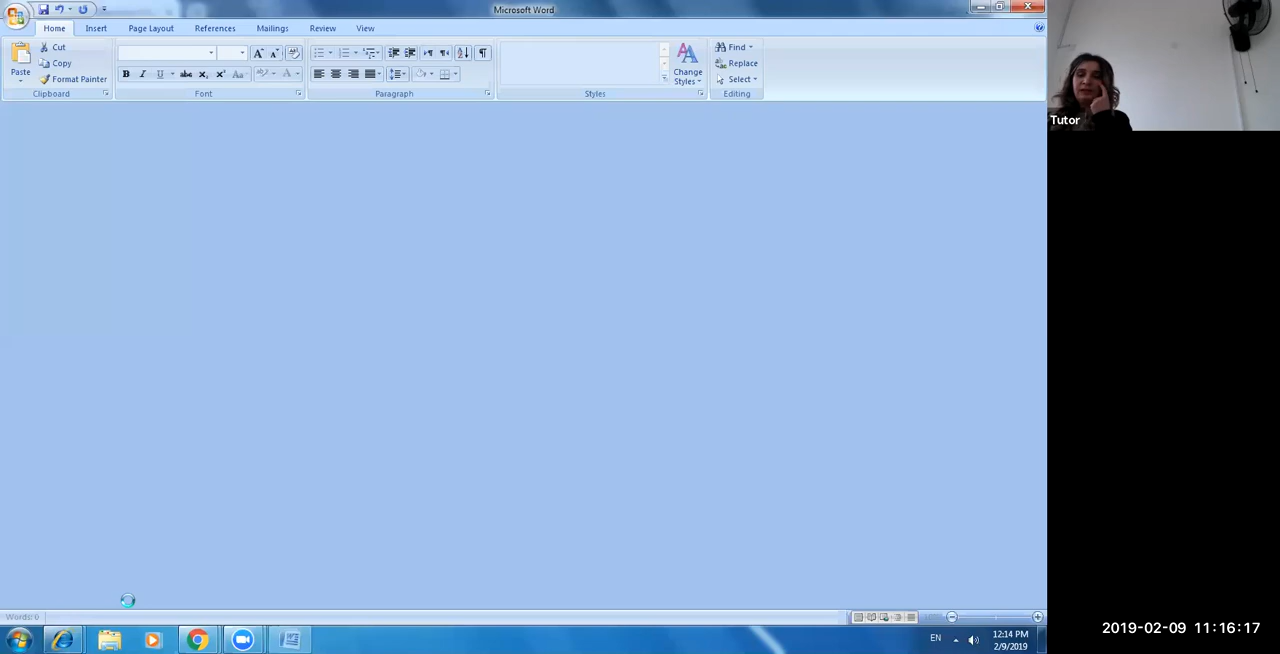 Microsoft Word
Home Insert Page Layout References Mailings Review View
Paste
Cut
Copy
Format Painter
Clipboard
Font
Paragraph
Change Styles
Styles
Find
Replace
Select
Editing
Tutor
Words: 6
EN
12:14 PM
2/9/2019
2019-02-09 11:16:17